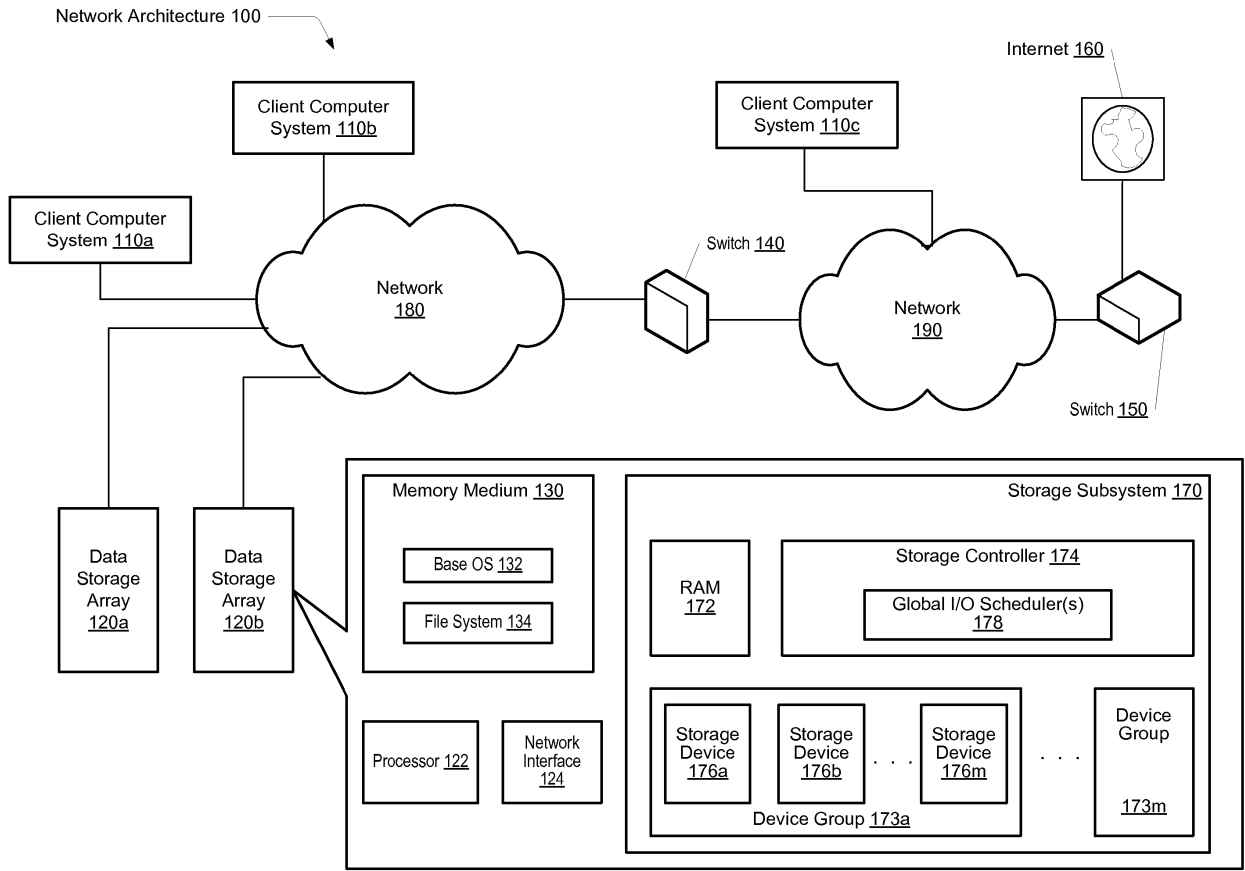 Network Architecture 100
Internet 160
Client Computer
System 110b
Client Computer
System 110c
Client Computer
System 110a
Switch 140
Network
180
Network
190
Switch 150
Memory Medium 130
Storage Subsystem 170
Data
Storage
Array
120a
Data
Storage
Array
120b
Base OS 132
File System 134
RAM
172
Storage Controller 174
Global I/O Scheduler(s)
178
Processor 122
Network
Interface
124
Storage
Device
176a
Storage
Device
176b
. . .
Storage
Device
176m
Device Group 173a
. . .
Device
Group
173m